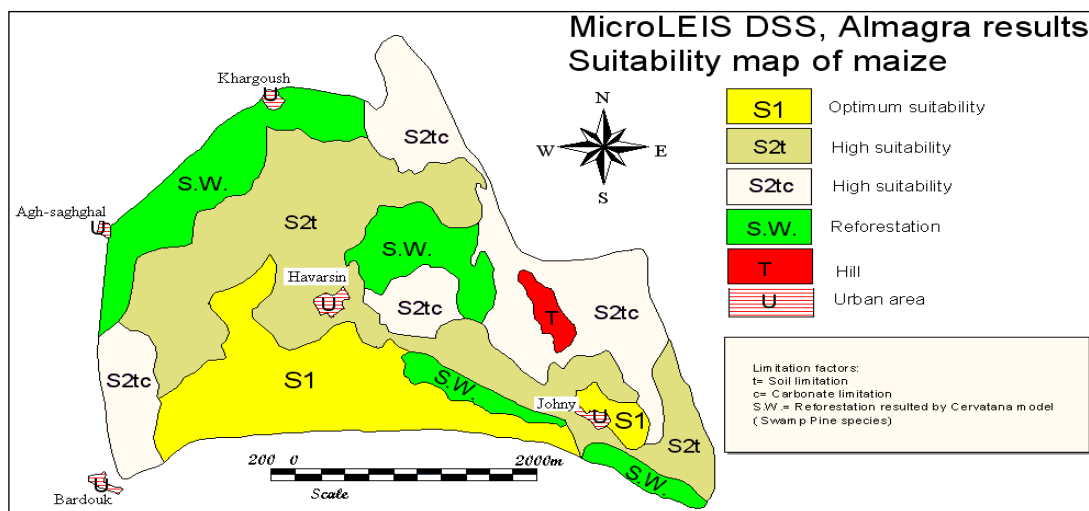 MicroLEIS DSS, Almagra results
Suitability map of maize
Khargoush
U
S2tc
S.W.
Agh-saghghal
U
S2t
S.W.
Havarsin
U
S2tc
T
S2tc
S2tc
S1
S.W.
Johny
U
S1
S2t
S.W.
Bardouk
U
200 0 2000m
Scale
N
W E
S
S1 Optimum suitability
S2t High suitability
S2tc High suitability
S.W. Reforestation
T Hill
U Urban area
Limitation factors:
t= Soil limitation
c= Carbonate limitation
S.W.= Reforestation resulted by Cervatana model
( Swamp Pine species)